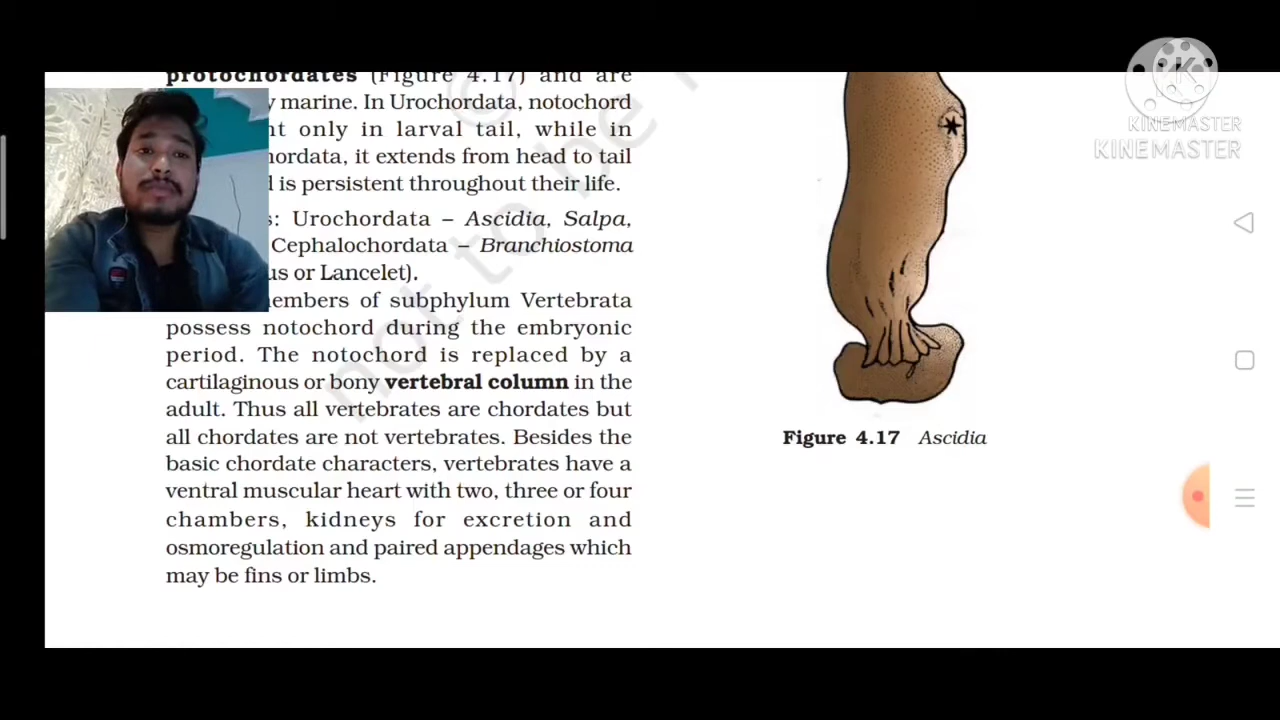 protochordates (Figure 4.17) and are
y marine. In Urochordata, notochord
nt only in larval tail, while in
hordata, it extends from head to tail
d is persistent throughout their life.
s: Urochordata – Ascidia, Salpa,
Cephalochordata – Branchiostoma
us or Lancelet).
embers of subphylum Vertebrata
possess notochord during the embryonic
period. The notochord is replaced by a
cartilaginous or bony vertebral column in the
adult. Thus all vertebrates are chordates but
all chordates are not vertebrates. Besides the
basic chordate characters, vertebrates have a
ventral muscular heart with two, three or four
chambers, kidneys for excretion and
osmoregulation and paired appendages which
may be fins or limbs.
© not to be r
Figure 4.17 Ascidia
K
KINEMASTER
KINEMASTER